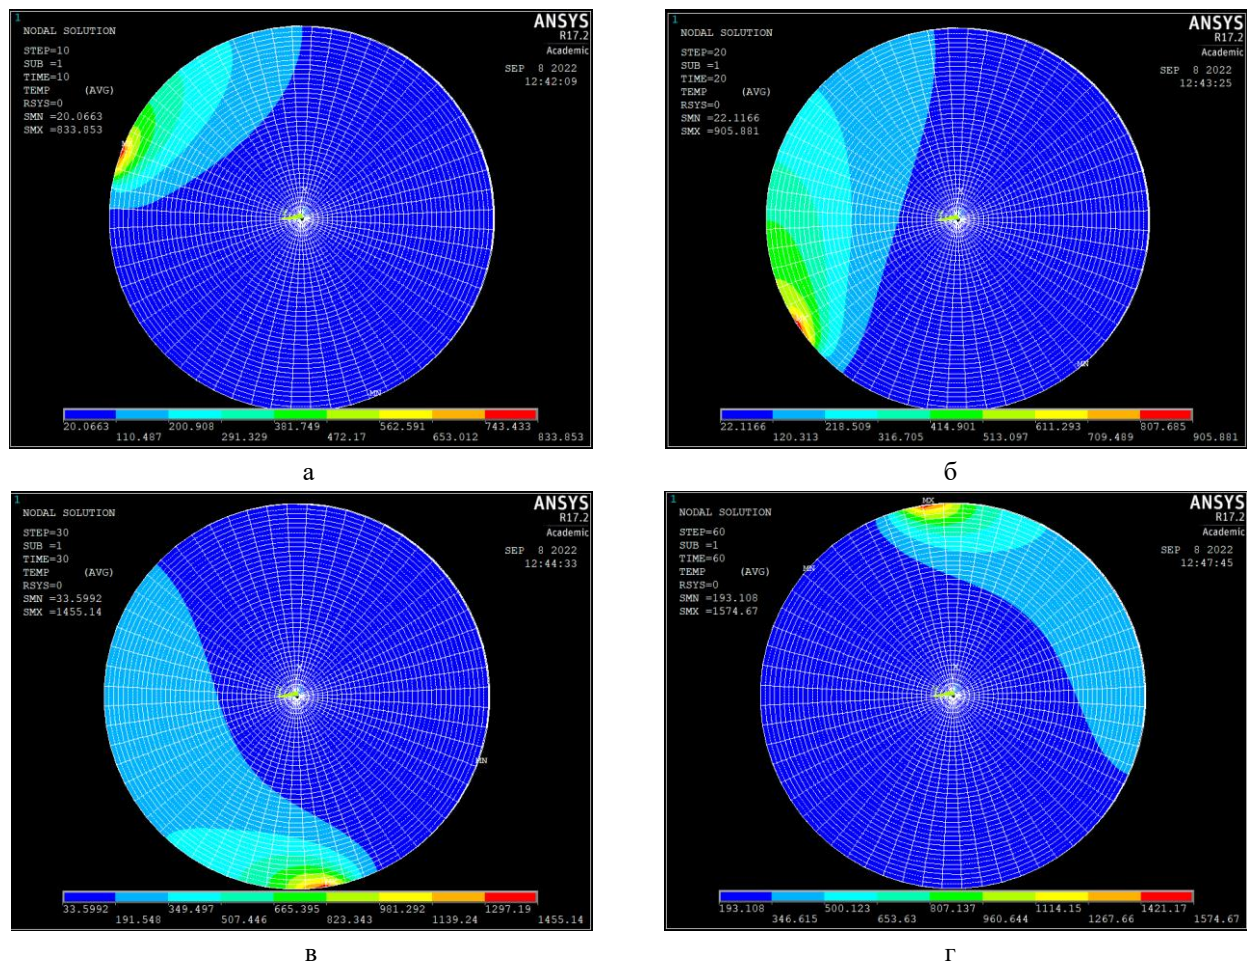 1
NODAL SOLUTION
STEP=10
SUB =1
TIME=10
TEMP (AVG)
RSYS=0
SMN =20.0663
SMX =833.853
ANSYS
R17.2
Academic
SEP 8 2022
12:42:09
MX
MN
20.0663 200.908 381.749 562.591 743.433
110.487 291.329 472.17 653.012 833.853
а
1
NODAL SOLUTION
STEP=20
SUB =1
TIME=20
TEMP (AVG)
RSYS=0
SMN =22.1166
SMX =905.881
ANSYS
R17.2
Academic
SEP 8 2022
12:43:25
MN
22.1166 218.509 414.901 611.293 807.685
120.313 316.705 513.097 709.489 905.881
б
1
NODAL SOLUTION
STEP=30
SUB =1
TIME=30
TEMP (AVG)
RSYS=0
SMN =33.5992
SMX =1455.14
ANSYS
R17.2
Academic
SEP 8 2022
12:44:33
MN
33.5992 349.497 665.395 981.292 1297.19
191.548 507.446 823.343 1139.24 1455.14
в
1
NODAL SOLUTION
STEP=60
SUB =1
TIME=60
TEMP (AVG)
RSYS=0
SMN =193.108
SMX =1574.67
ANSYS
R17.2
Academic
SEP 8 2022
12:47:45
MX
MN
193.108 500.123 807.137 1114.15 1421.17
346.615 653.63 960.644 1267.66 1574.67
г